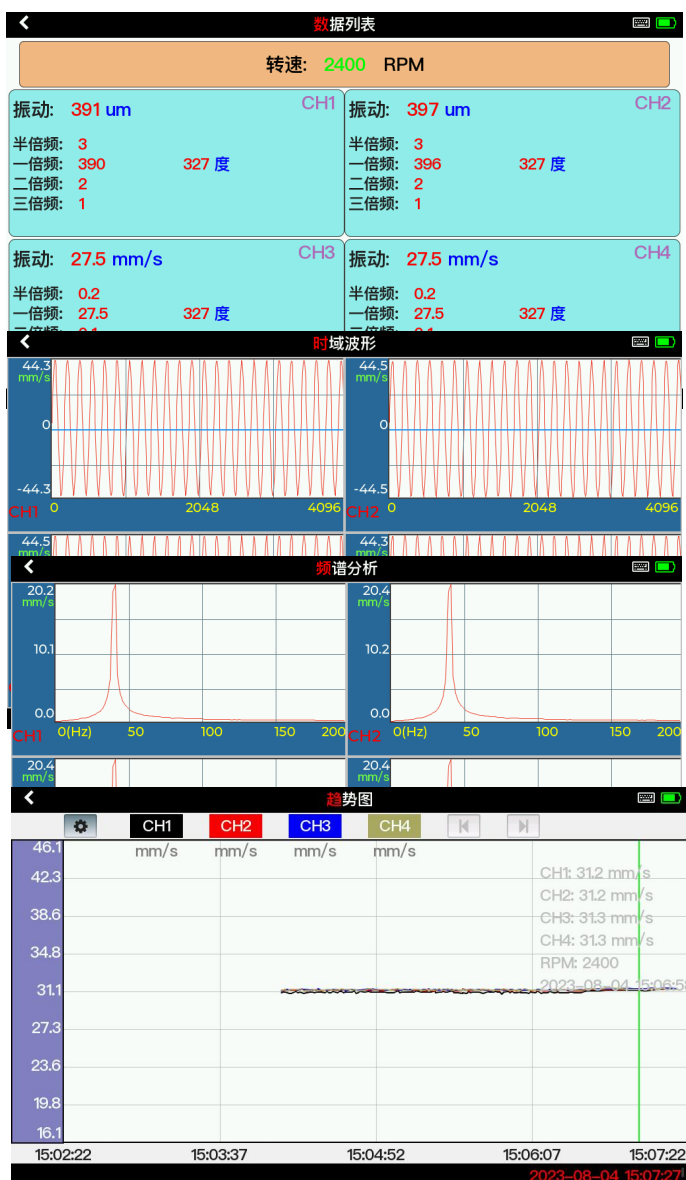 数据列表
转速: 2400 RPM
振动: 391 um CH1
半倍频: 3
一倍频: 390 327 度
二倍频: 2
三倍频: 1
振动: 397 um CH2
半倍频: 3
一倍频: 396 327 度
二倍频: 2
三倍频: 1
振动: 27.5 mm/s CH3
半倍频: 0.2
一倍频: 27.5 327 度
振动: 27.5 mm/s CH4
半倍频: 0.2
一倍频: 27.5 327 度
时域波形
44.3
mm/s
0
-44.3
CH1 0 2048 4096
44.5
mm/s
0
-44.5
CH2 0 2048 4096
44.5
mm/s
44.3
mm/s
频谱分析
20.2
mm/s
10.1
0.0
CH1 0(Hz) 50 100 150 200
20.4
mm/s
10.2
0.0
CH2 0(Hz) 50 100 150 200
20.4
mm/s
20.4
mm/s
趋势图
CH1 CH2 CH3 CH4
mm/s mm/s mm/s mm/s
46.1
42.3
38.6
34.8
31.1
27.3
23.6
19.8
16.1
CH1: 31.2 mm/s
CH2: 31.2 mm/s
CH3: 31.3 mm/s
CH4: 31.3 mm/s
RPM: 2400
2023-08-04 15:06:58
15:02:22 15:03:37 15:04:52 15:06:07 15:07:22
2023-08-04 15:07:27